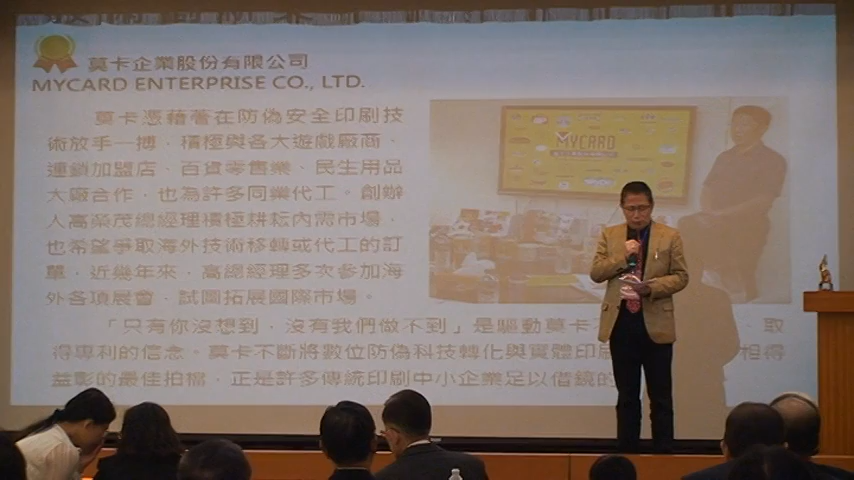 莫卡企業股份有限公司
MYCARD ENTERPRISE CO., LTD.
莫卡憑藉著在防偽安全印刷技
術放手一搏，積極與各大遊戲廠商、
連鎖加盟店、百貨零售業、民生用品
大廠合作，也為許多同業代工。創辦
人高榮茂總經理積極耕耘內需市場，
也希望爭取海外技術移轉或代工的訂
單，近幾年來，高總經理多次參加海
外各項展會，試圖拓展國際市場。
MYCARD
「只有你沒想到，沒有我們做不到」是驅動莫卡 ，取
得專利的信念。莫卡不斷將數位防偽科技轉化與實體印 相得
益彰的最佳拍檔，正是許多傳統印刷中小企業足以借鏡的